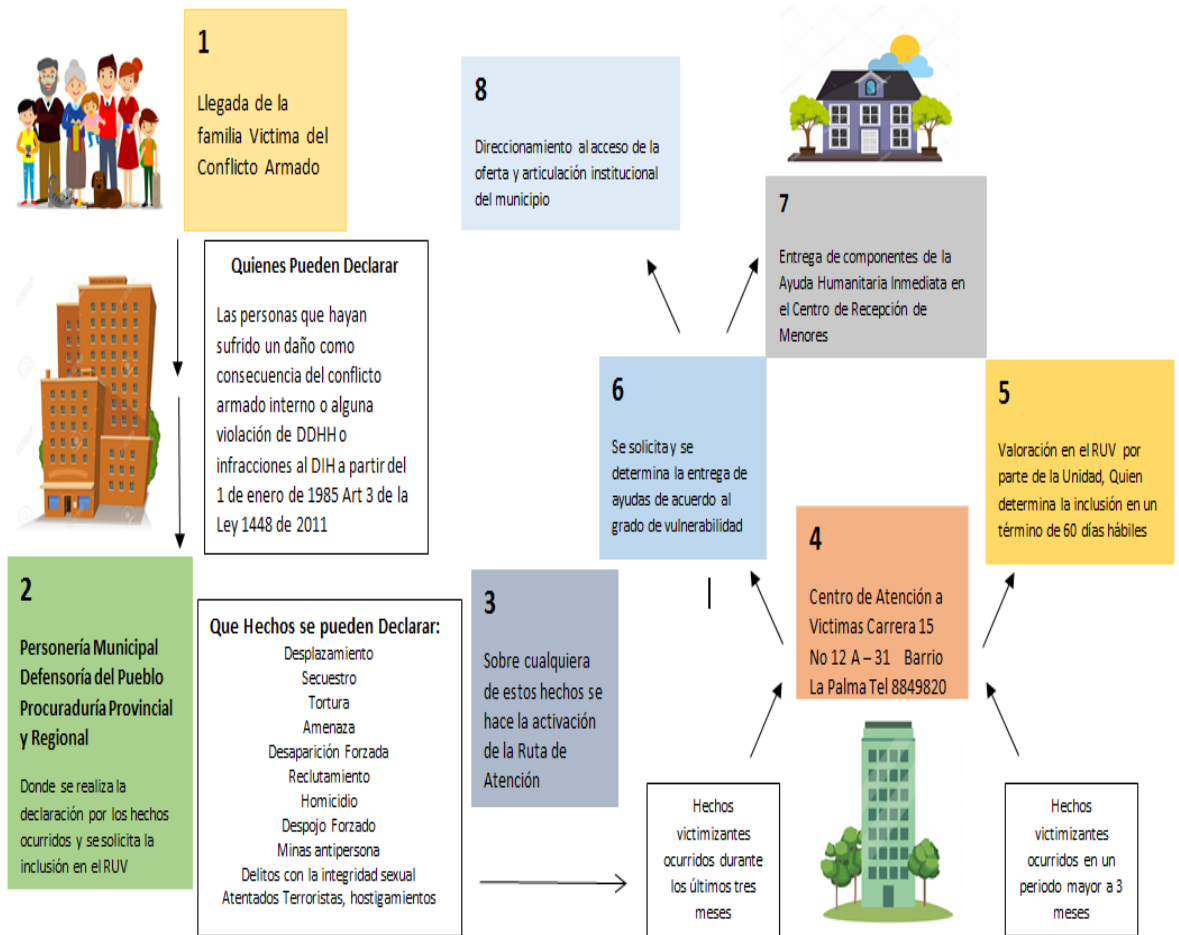 1
Llegada de la
familia Victima del
Conflicto Armado
Quienes Pueden Declarar
Las personas que hayan
sufrido un daño como
consecuencia del conflicto
armado interno o alguna
violación de DDHH o
infracciones al DIH a partir del
1 de enero de 1985 Art 3 de la
Ley 1448 de 2011
2
Personería Municipal
Defensoría del Pueblo
Procuraduría Provincial
y Regional
Donde se realiza la
declaración por los hechos
ocurridos y se solicita la
inclusión en el RUV
Que Hechos se pueden Declarar:
Desplazamiento
Secuestro
Tortura
Amenaza
Desaparición Forzada
Reclutamiento
Homicidio
Despojo Forzado
Minas antipersona
Delitos con la integridad sexual
Atentados Terroristas, hostigamientos
3
Sobre cualquiera
de estos hechos se
hace la activación
de la Ruta de
Atención
Hechos
victimizantes
ocurridos durante
los últimos tres
meses
Hechos
victimizantes
ocurridos en un
periodo mayor a 3
meses
4
Centro de Atención a
Victimas Carrera 15
No 12 A – 31 Barrio
La Palma Tel 8849820
5
Valoración en el RUV por
parte de la Unidad, Quien
determina la inclusión en un
término de 60 días hábiles
6
Se solicita y se
determina la entrega de
ayudas de acuerdo al
grado de vulnerabilidad
7
Entrega de componentes de la
Ayuda Humanitaria Inmediata en
el Centro de Recepción de
Menores
8
Direccionamiento al acceso de la
oferta y articulación institucional
del municipio